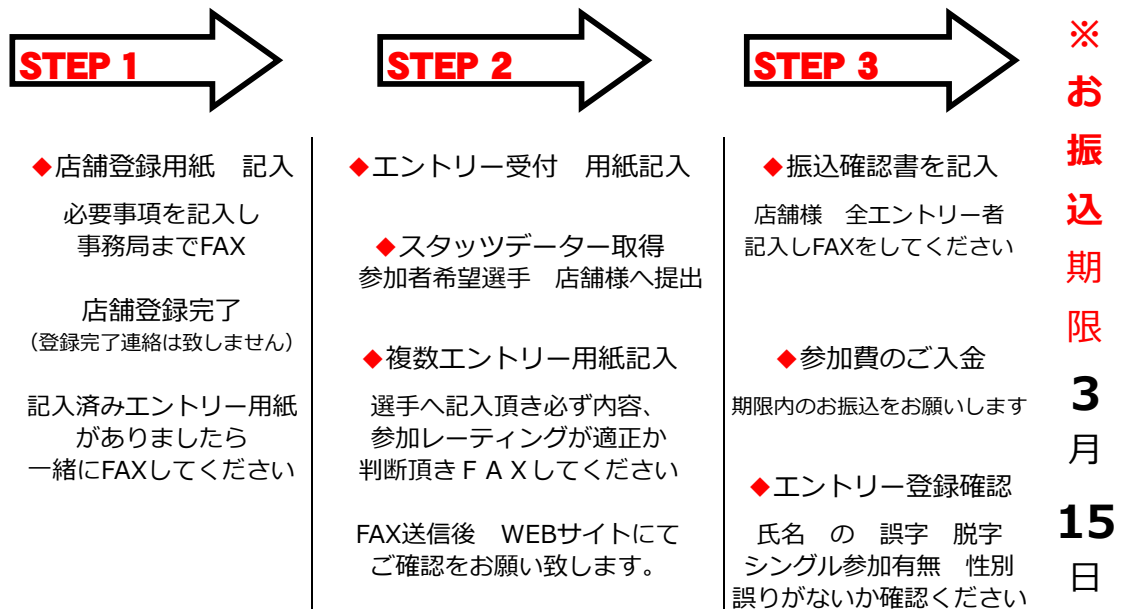 STEP 1
◆店舗登録用紙　記入
必要事項を記入し
事務局までFAX
店舗登録完了
（登録完了連絡は致しません）
記入済みエントリー用紙
がありましたら
一緒にFAXしてください
STEP 2
◆エントリー受付　用紙記入
◆スタッツデーター取得
参加者希望選手　店舗様へ提出
◆複数エントリー用紙記入
選手へ記入頂き必ず内容、
参加レーティングが適正か
判断頂きＦＡＸしてください
FAX送信後　WEBサイトにて
ご確認をお願い致します。
STEP 3
◆振込確認書を記入
店舗様　全エントリー者
記入しFAXをしてください
◆参加費のご入金
期限内のお振込をお願いします
◆エントリー登録確認
氏名　の　誤字　脱字
シングル参加有無　性別
誤りがないか確認ください
※お振込期限3月15日